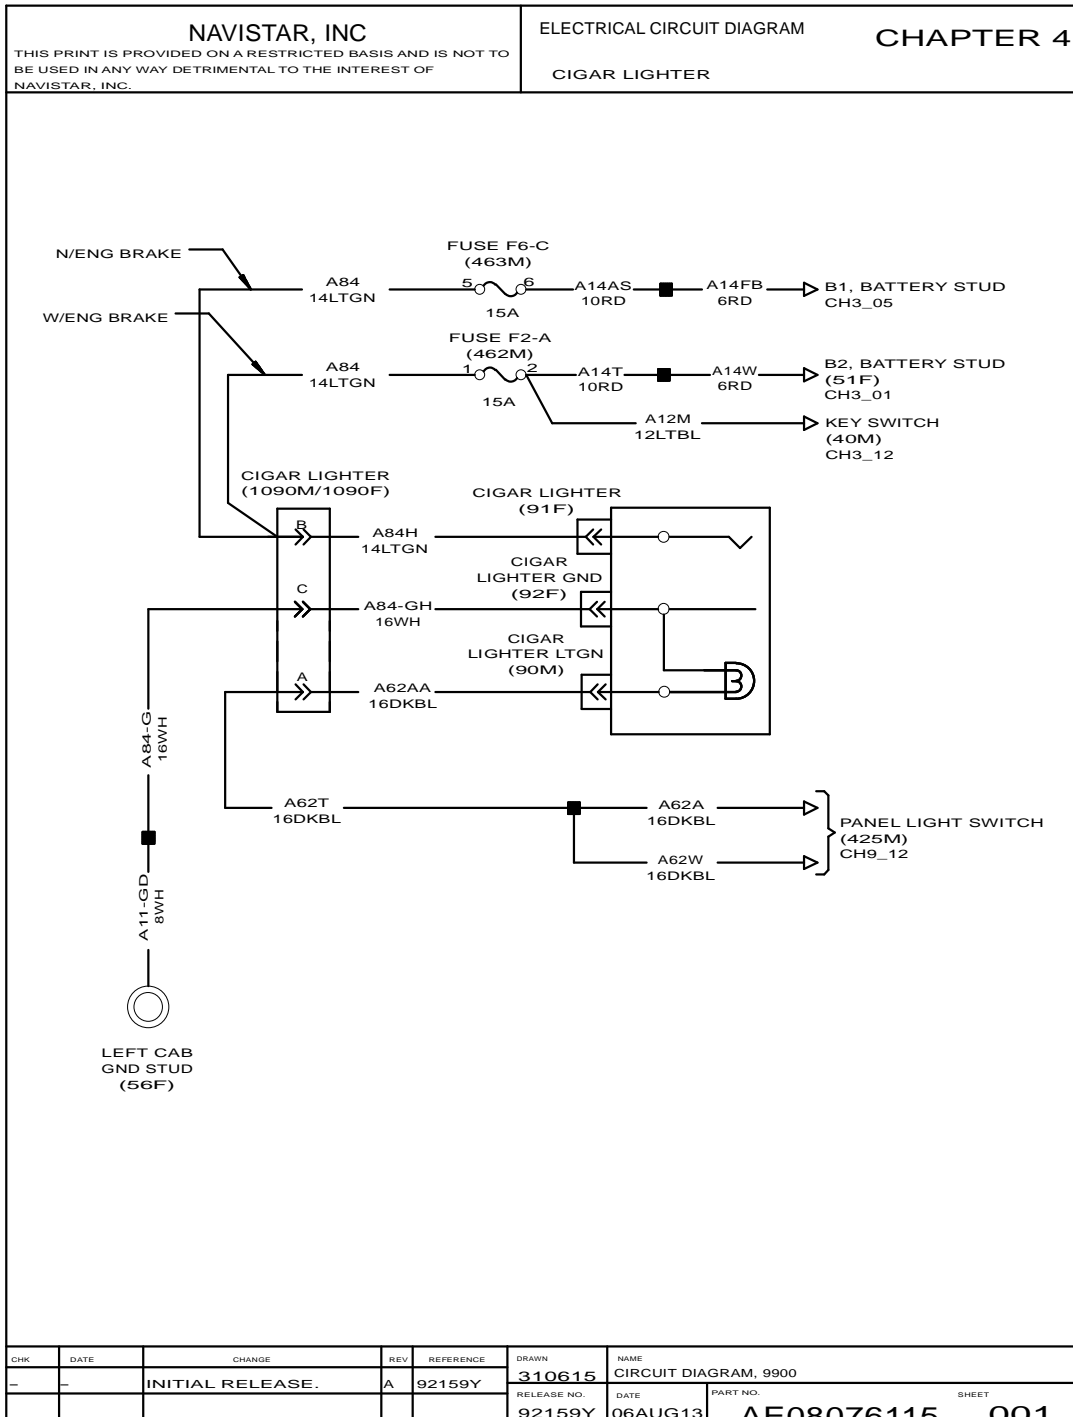 NAVISTAR, INC
THIS PRINT IS PROVIDED ON A RESTRICTED BASIS AND IS NOT TO
BE USED IN ANY WAY DETRIMENTAL TO THE INTEREST OF
NAVISTAR, INC.
ELECTRICAL CIRCUIT DIAGRAM
CIGAR LIGHTER
CHAPTER 4
N/ENG BRAKE
A84
14LTGN
FUSE F6-C
(463M)
5
6
15A
A14AS
10RD
A14FB
6RD
B1, BATTERY STUD
CH3_05
W/ENG BRAKE
A84
14LTGN
FUSE F2-A
(462M)
1
2
15A
A14T
10RD
A14W
6RD
B2, BATTERY STUD
(51F)
CH3_01
A12M
12LTBL
KEY SWITCH
(40M)
CH3_12
CIGAR LIGHTER
(1090M/1090F)
B
A84H
14LTGN
CIGAR LIGHTER
(91F)
C
A84-GH
16WH
CIGAR
LIGHTER GND
(92F)
A
A62AA
16DKBL
CIGAR
LIGHTER LTGN
(90M)
A84-G
16WH
A62T
16DKBL
A62A
16DKBL
A62W
16DKBL
PANEL LIGHT SWITCH
(425M)
CH9_12
A11-GD
8WH
LEFT CAB
GND STUD
(56F)
CHK
DATE
CHANGE
REV
REFERENCE
–
–
INITIAL RELEASE.
A
92159Y
DRAWN
310615
NAME
CIRCUIT DIAGRAM, 9900
RELEASE NO.
92159Y
DATE
06AUG13
PART NO.
AE08076115
SHEET
001